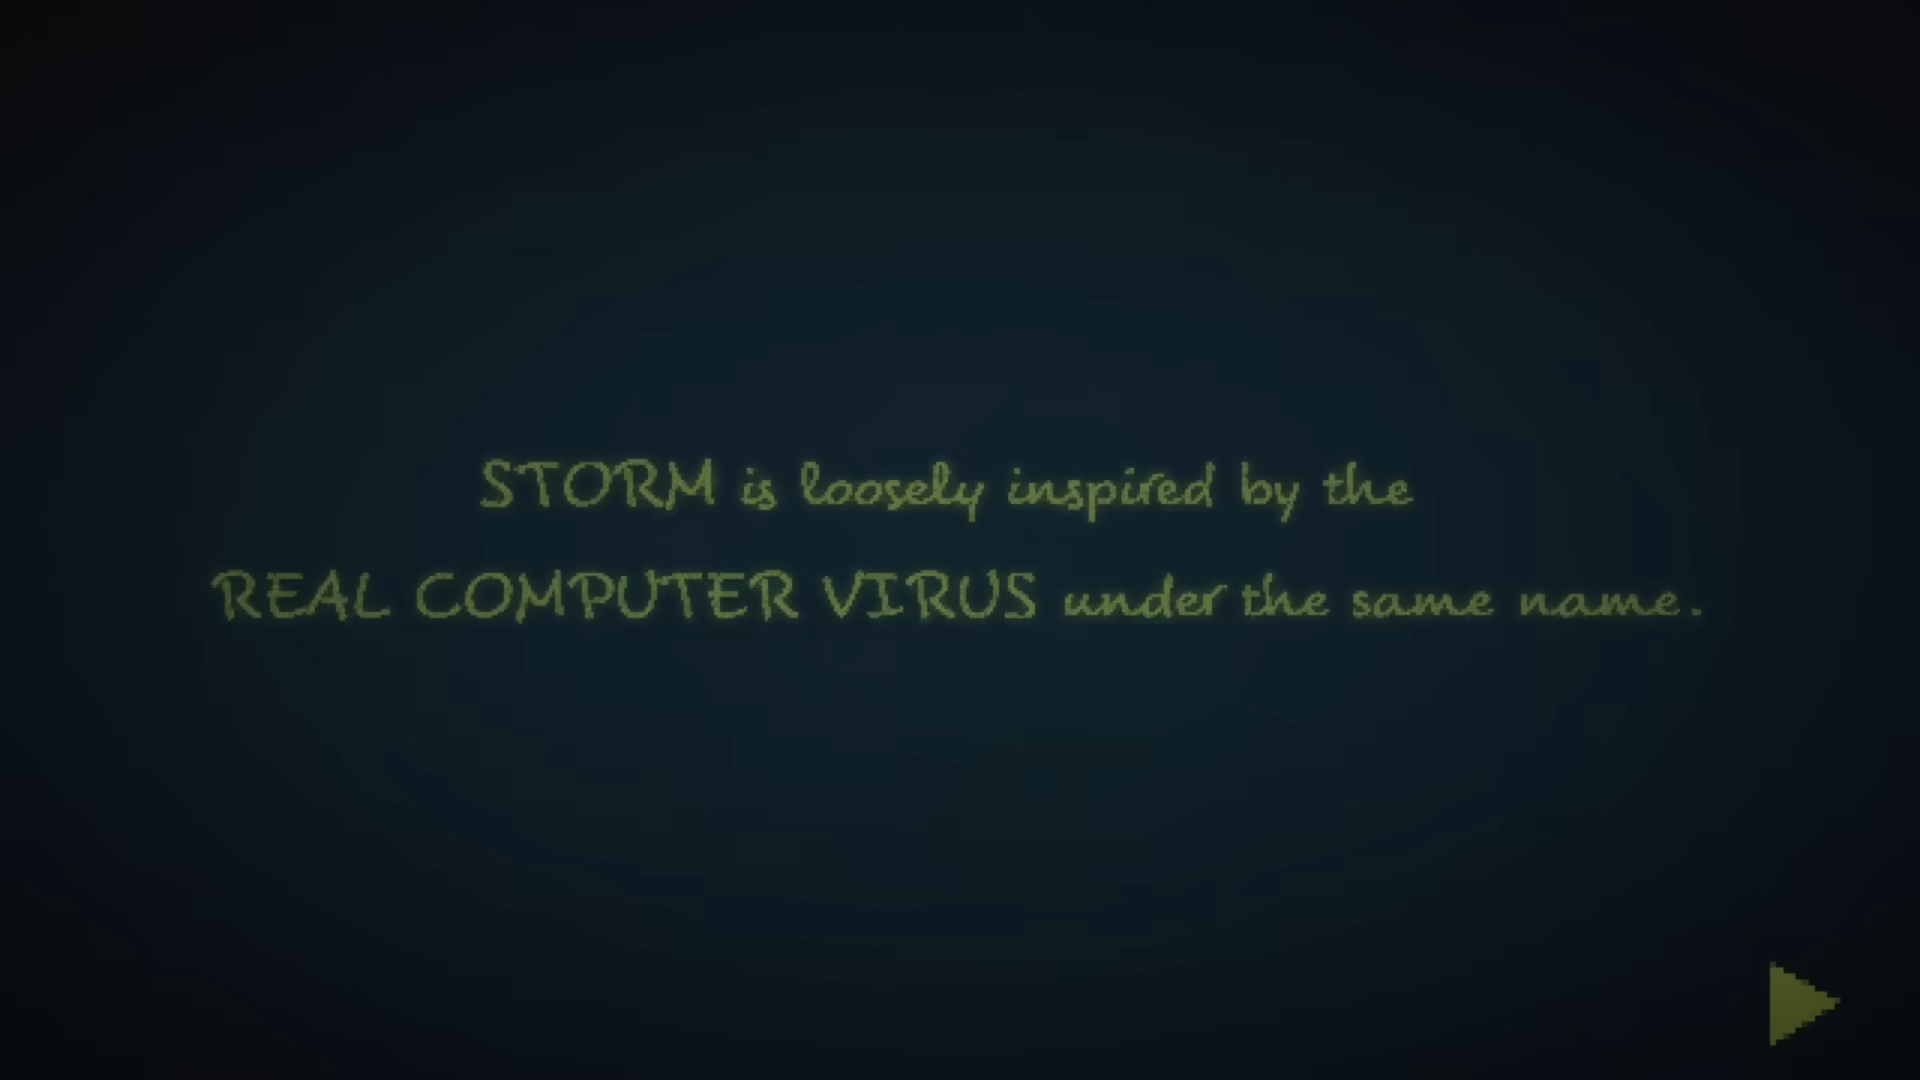 STORM is loosely inspired by the
REAL COMPUTER VIRUS under the same name.